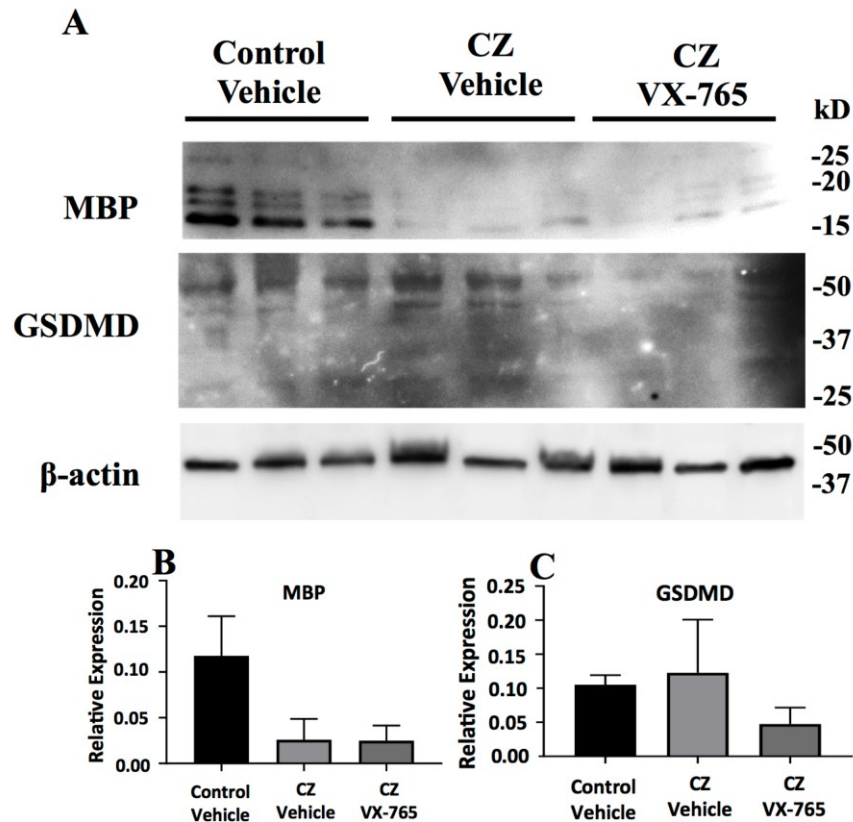 A
Control
Vehicle
CZ
Vehicle
CZ
VX-765
kD
MBP
-25
-20
-15
GSDMD
-50
-37
-25
β-actin
-50
-37
B
MBP
Relative Expression
0.20
0.15
0.10
0.05
0.00
Control
Vehicle
CZ
Vehicle
CZ
VX-765
C
GSDMD
Relative Expression
0.25
0.20
0.15
0.10
0.05
0.00
Control
Vehicle
CZ
Vehicle
CZ
VX-765